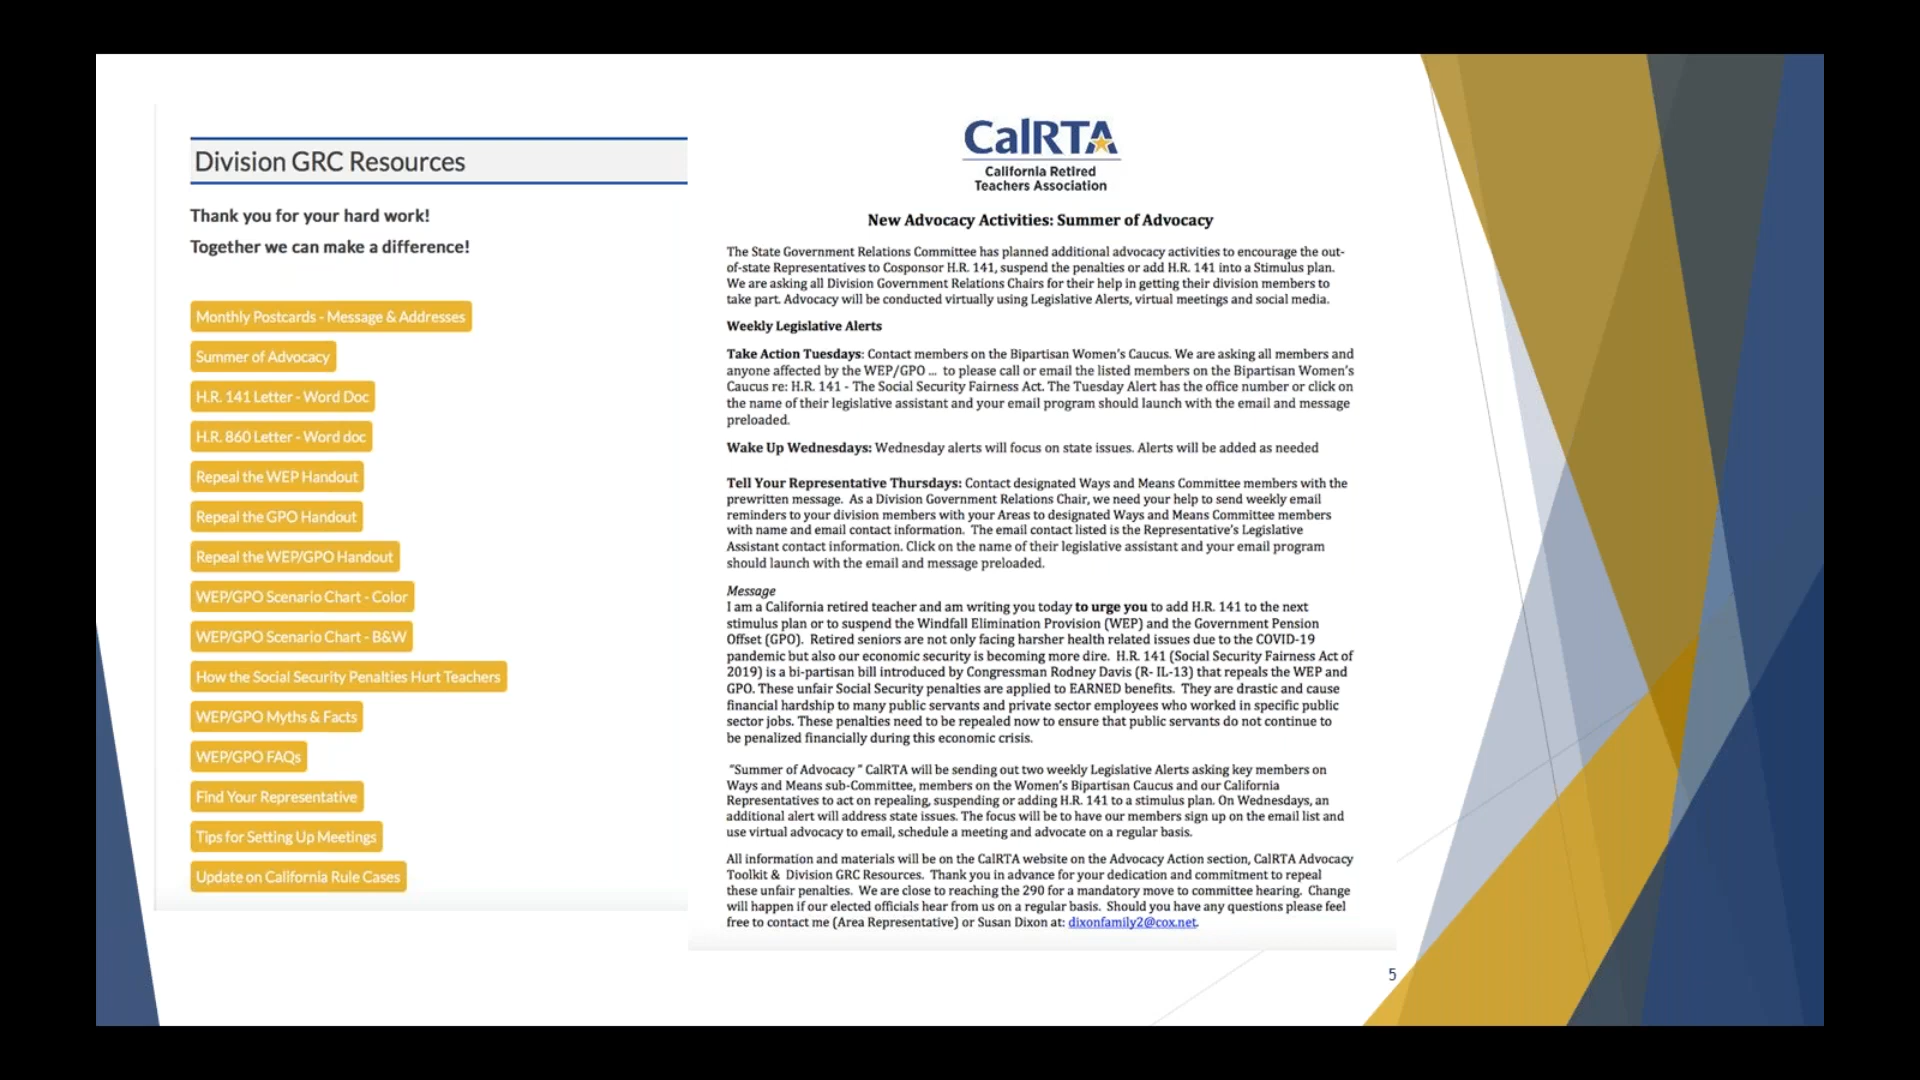 Division GRC Resources
Thank you for your hard work!
Together we can make a difference!
Monthly Postcards - Message & Addresses
Summer of Advocacy
H.R. 141 Letter - Word Doc
H.R. 860 Letter - Word doc
Repeal the WEP Handout
Repeal the GPO Handout
Repeal the WEP/GPO Handout
WEP/GPO Scenario Chart - Color
WEP/GPO Scenario Chart - B&W
How the Social Security Penalties Hurt Teachers
WEP/GPO Myths & Facts
WEP/GPO FAQs
Find Your Representative
Tips for Setting Up Meetings
Update on California Rule Cases
CalRTA
California Retired
Teachers Association
New Advocacy Activities: Summer of Advocacy
The State Government Relations Committee has planned additional advocacy activities to encourage the out-
of-state Representatives to Cosponsor H.R. 141, suspend the penalties or add H.R. 141 into a Stimulus plan.
We are asking all Division Government Relations Chairs for their help in getting their division members to
take part. Advocacy will be conducted virtually using Legislative Alerts, virtual meetings and social media.
Weekly Legislative Alerts
Take Action Tuesdays: Contact members on the Bipartisan Women's Caucus. We are asking all members and
anyone affected by the WEP/GPO ... to please call or email the listed members on the Bipartisan Women's
Caucus re: H.R. 141 - The Social Security Fairness Act. The Tuesday Alert has the office number or click on
the name of their legislative assistant and your email program should launch with the email and message
preloaded.
Wake Up Wednesdays: Wednesday alerts will focus on state issues. Alerts will be added as needed
Tell Your Representative Thursdays: Contact designated Ways and Means Committee members with the
prewritten message. As a Division Government Relations Chair, we need your help to send weekly email
reminders to your division members with your Areas to designated Ways and Means Committee members
with name and email contact information. The email contact listed is the Representative's Legislative
Assistant contact information. Click on the name of their legislative assistant and your email program
should launch with the email and message preloaded.
Message
I am a California retired teacher and am writing you today to urge you to add H.R. 141 to the next
stimulus plan or to suspend the Windfall Elimination Provision (WEP) and the Government Pension
Offset (GPO). Retired seniors are not only facing harsher health related issues due to the COVID-19
pandemic but also our economic security is becoming more dire. H.R. 141 (Social Security Fairness Act of
2019) is a bi-partisan bill introduced by Congressman Rodney Davis (R- IL-13) that repeals the WEP and
GPO. These unfair Social Security penalties are applied to EARNED benefits. They are drastic and cause
financial hardship to many public servants and private sector employees who worked in specific public
sector jobs. These penalties need to be repealed now to ensure that public servants do not continue to
be penalized financially during this economic crisis.
"Summer of Advocacy " CalRTA will be sending out two weekly Legislative Alerts asking key members on
Ways and Means sub-Committee, members on the Women's Bipartisan Caucus and our California
Representatives to act on repealing, suspending or adding H.R. 141 to a stimulus plan. On Wednesdays, an
additional alert will address state issues. The focus will be to have our members sign up on the email list and
use virtual advocacy to email, schedule a meeting and advocate on a regular basis.
All information and materials will be on the CalRTA website on the Advocacy Action section, CalRTA Advocacy
Toolkit & Division GRC Resources. Thank you in advance for your dedication and commitment to repeal
these unfair penalties. We are close to reaching the 290 for a mandatory move to committee hearing. Change
will happen if our elected officials hear from us on a regular basis. Should you have any questions please feel
free to contact me (Area Representative) or Susan Dixon at: dixonfamily2@cox.net.
5